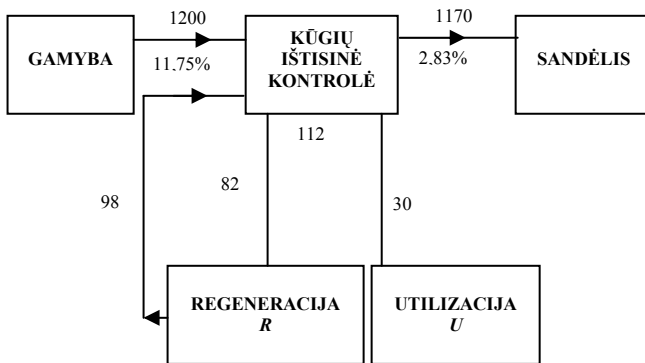 1200
1170
GAMYBA
KŪGIŲ
IŠTISINĖ
KONTROLĖ
SANDĖLIS
11,75%
2,83%
112
98
82
30
REGENERACIJA
R
UTILIZACIJA
U